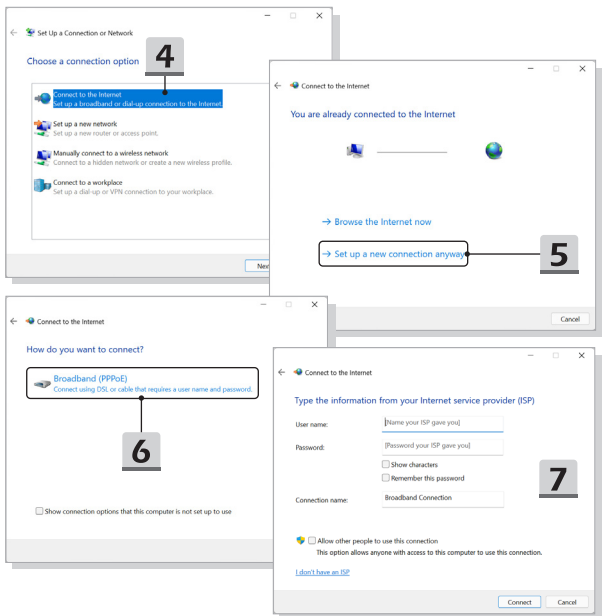 Set Up a Connection or Network
Choose a connection option
4
Connect to the Internet
Set up a broadband or dial-up connection to the Internet.
Set up a new network
Set up a new router or access point.
Manually connect to a wireless network
Connect to a hidden network or create a new wireless profile.
Connect to a workplace
Set up a dial-up or VPN connection to your workplace.
Connect to the Internet
You are already connected to the Internet
→ Browse the Internet now
→ Set up a new connection anyway
5
Cancel
Connect to the Internet
How do you want to connect?
Broadband (PPPoE)
Connect using DSL or cable that requires a user name and password.
6
Show connection options that this computer is not set up to use
Connect to the Internet
Type the information from your Internet service provider (ISP)
User name:
[Name your ISP gave you]
Password:
[Password your ISP gave you]
Show characters
Remember this password
7
Connection name:
Broadband Connection
Allow other people to use this connection
This option allows anyone with access to this computer to use this connection.
I don't have an ISP
Connect
Cancel